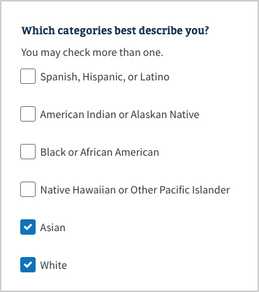 Which categories best describe you?
You may check more than one.
Spanish, Hispanic, or Latino
American Indian or Alaskan Native
Black or African American
Native Hawaiian or Other Pacific Islander
Asian
White